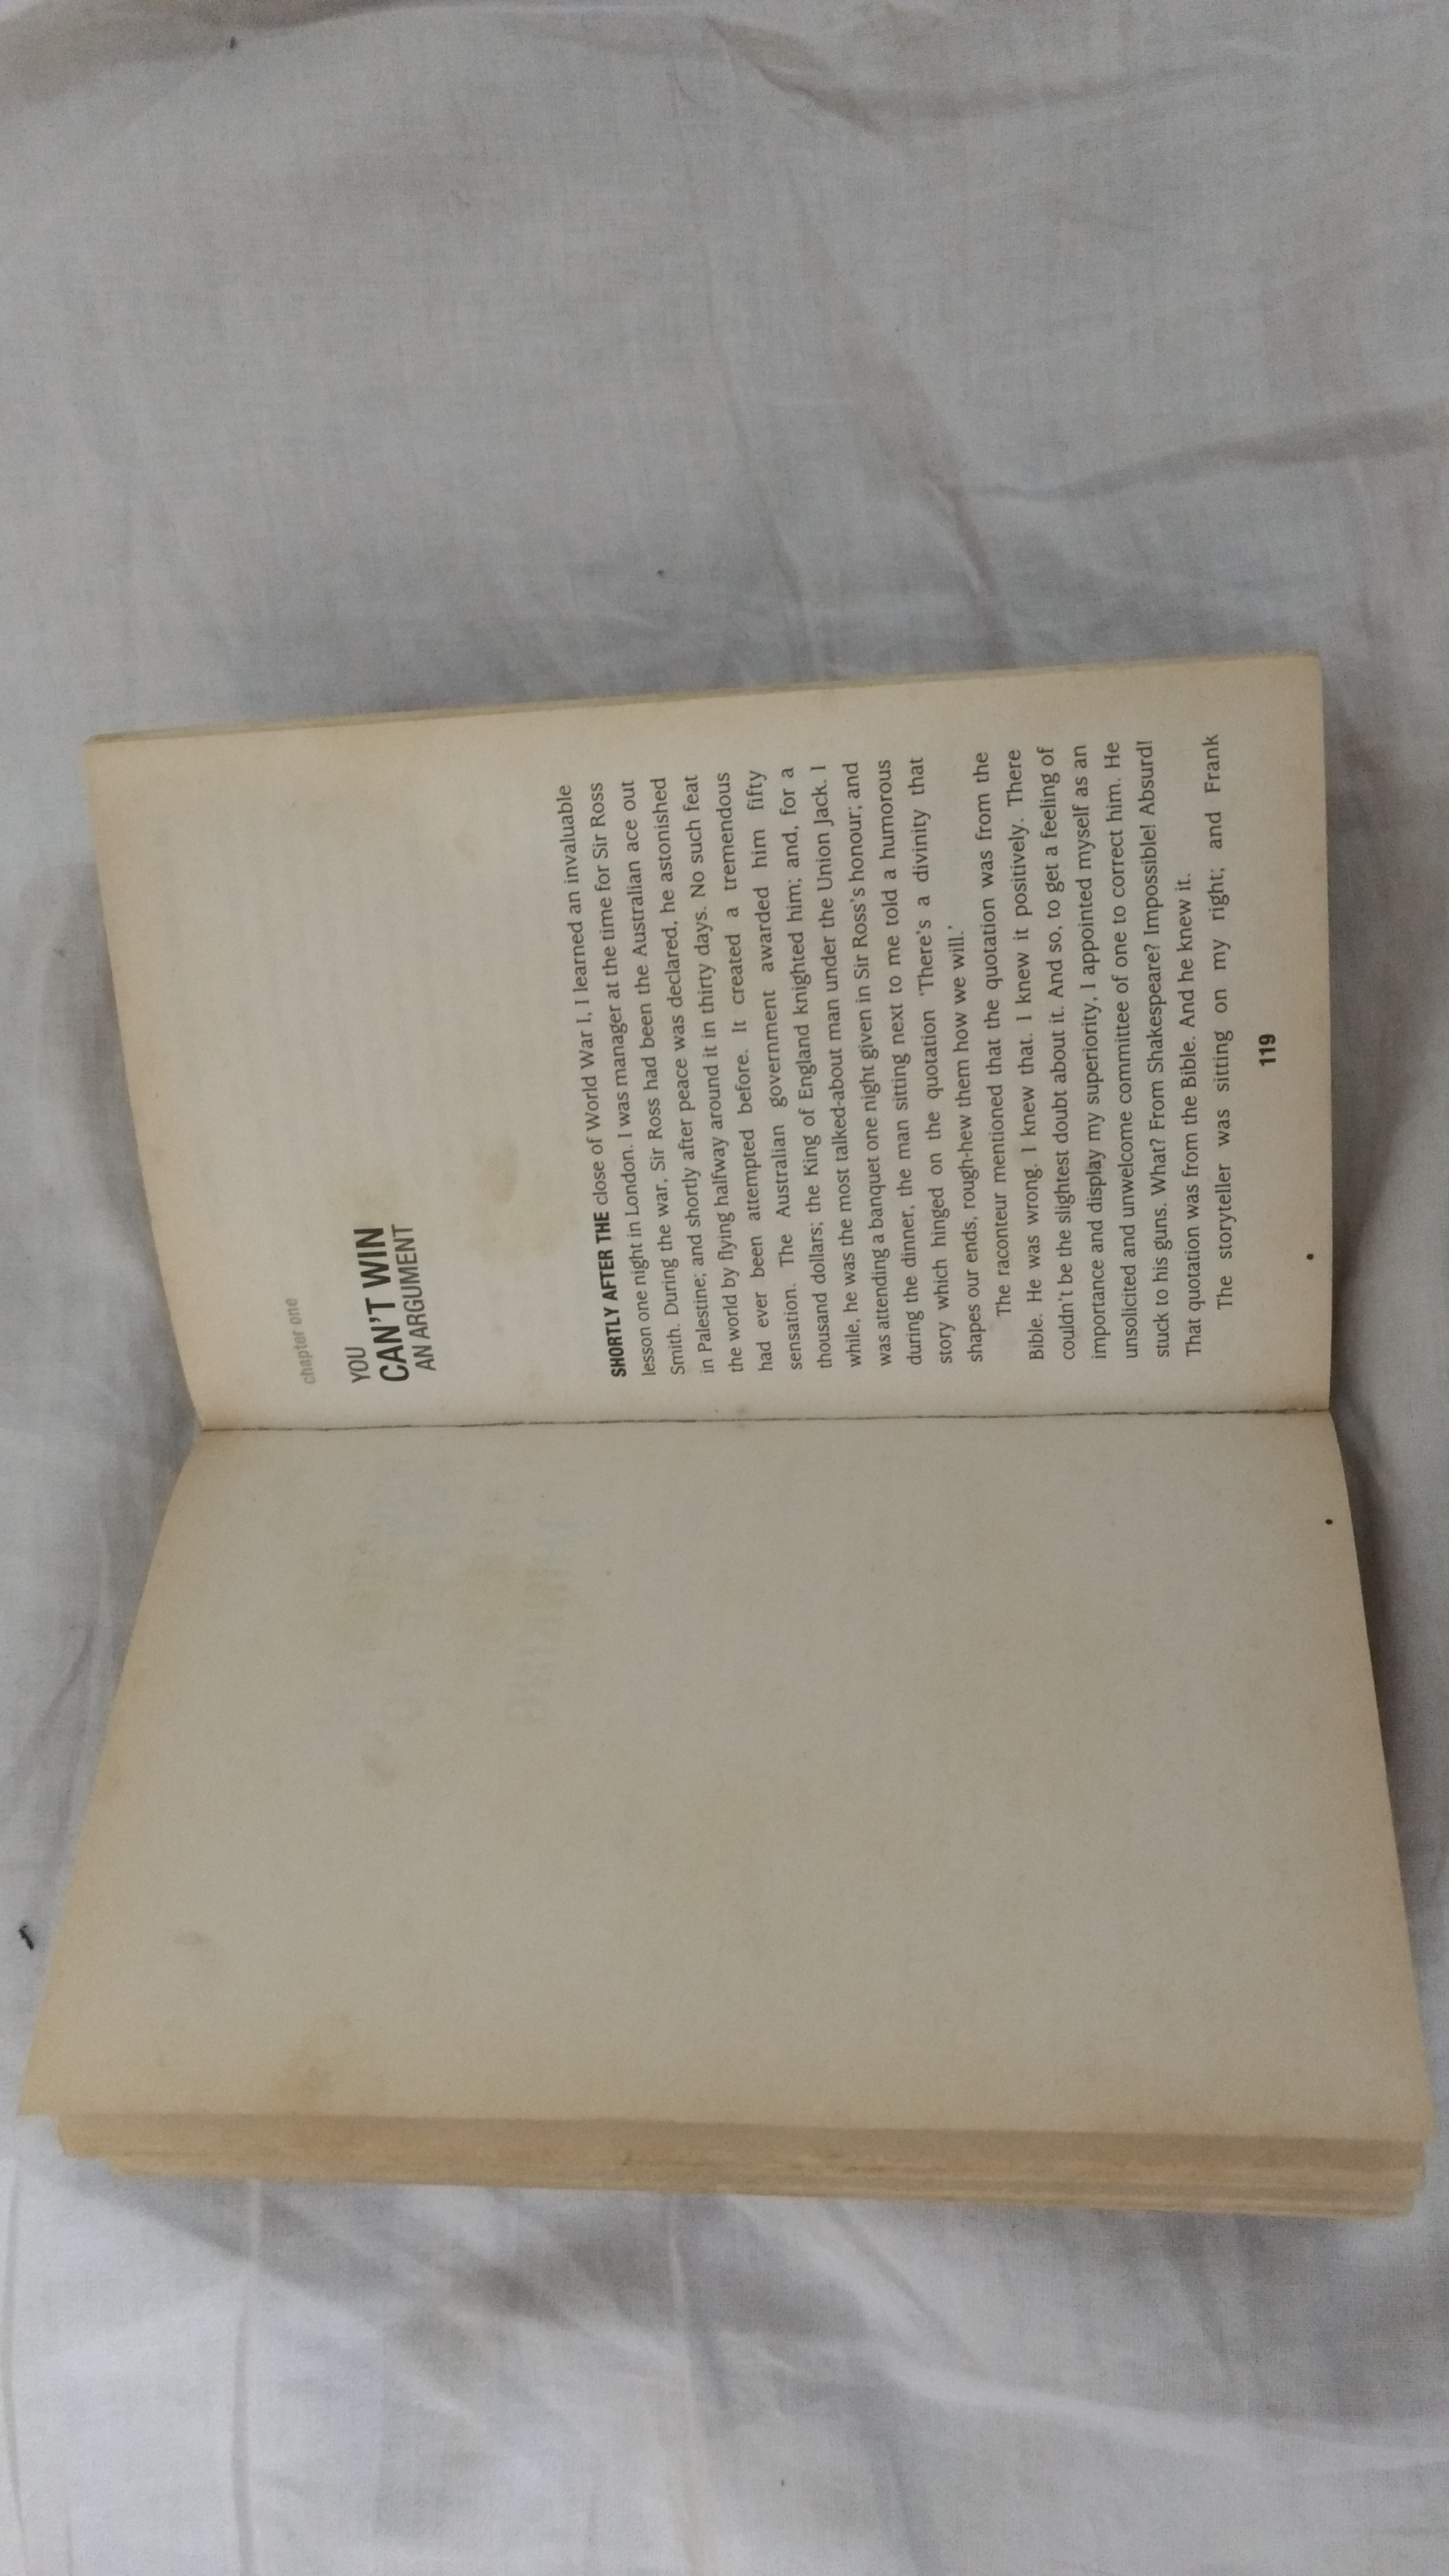 chapter one
YOU
CAN'T WIN
AN ARGUMENT
SHORTLY AFTER THE close of World War I, I learned an invaluable
lesson one night in London. I was manager at the time for Sir Ross
Smith. During the war, Sir Ross had been the Australian ace out
in Palestine; and shortly after peace was declared, he astonished
the world by flying halfway around it in thirty days. No such feat
had ever been attempted before. It created a tremendous
sensation. The Australian government awarded him fifty
thousand dollars; the King of England knighted him; and, for a
while, he was the most talked-about man under the Union Jack. I
was attending a banquet one night given in Sir Ross's honour; and
during the dinner, the man sitting next to me told a humorous
story which hinged on the quotation 'There's a divinity that
shapes our ends, rough-hew them how we will.'
The raconteur mentioned that the quotation was from the
Bible. He was wrong. I knew that. I knew it positively. There
couldn't be the slightest doubt about it. And so, to get a feeling of
importance and display my superiority, I appointed myself as an
unsolicited and unwelcome committee of one to correct him. He
stuck to his guns. What? From Shakespeare? Impossible! Absurd!
That quotation was from the Bible. And he knew it.
The storyteller was sitting on my right; and Frank
119